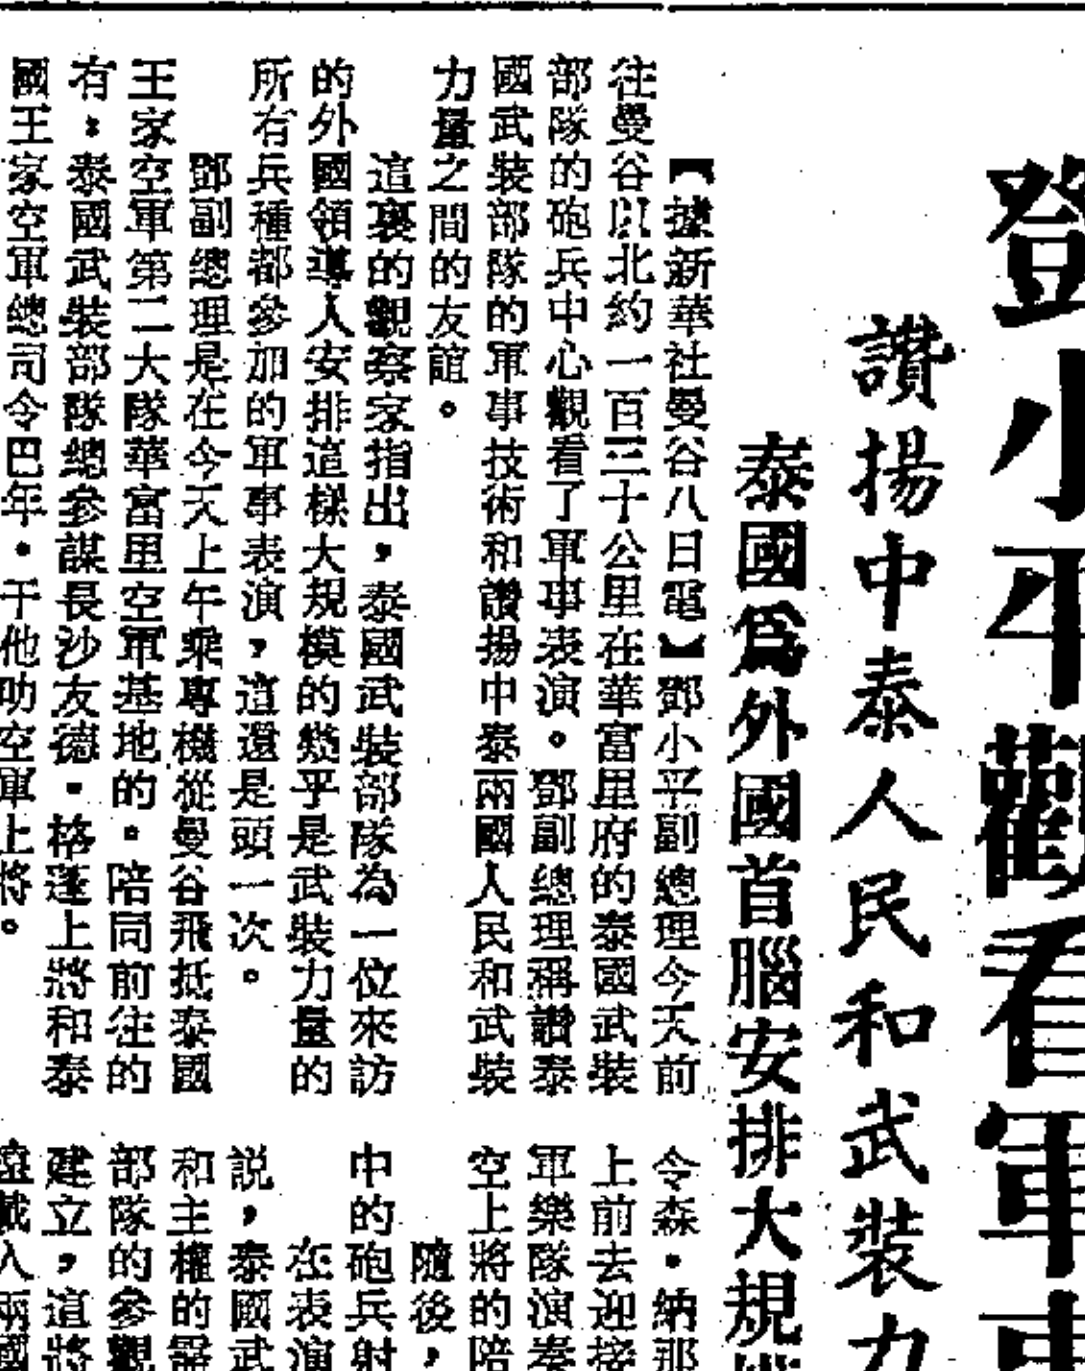 鄧小平觀看軍事
讚揚中泰人民和武裝力
泰國為外國首腦安排大規模
【據新華社曼谷八日電】鄧小平副總理今天前
往曼谷以北約一百三十公里在華富里府的泰國武裝
部隊的砲兵中心觀看了軍事表演。鄧副總理稱讚泰
國武裝部隊的軍事技術和讚揚中泰兩國人民和武裝
力量之間的友誼。
這裏的觀察家指出，泰國武裝部隊為一位來訪
的外國領導人安排這樣大規模的幾乎是武裝力量的
所有兵種都參加的軍事表演，這還是頭一次。
鄧副總理是在今天上午乘專機從曼谷飛抵泰國
王家空軍第二大隊華富里空軍基地的。陪同前往的
有：泰國武裝部隊總參謀長沙友德·格蓬上將和泰
國王家空軍總司令巴年·于他助空軍上將。
令森·納那
上前去迎接
軍樂隊演奏
空上將的陪
隨後，
中的砲兵射
在表演
説，泰國武
和主權的
部隊的參觀
建立，這將
遠載入兩國